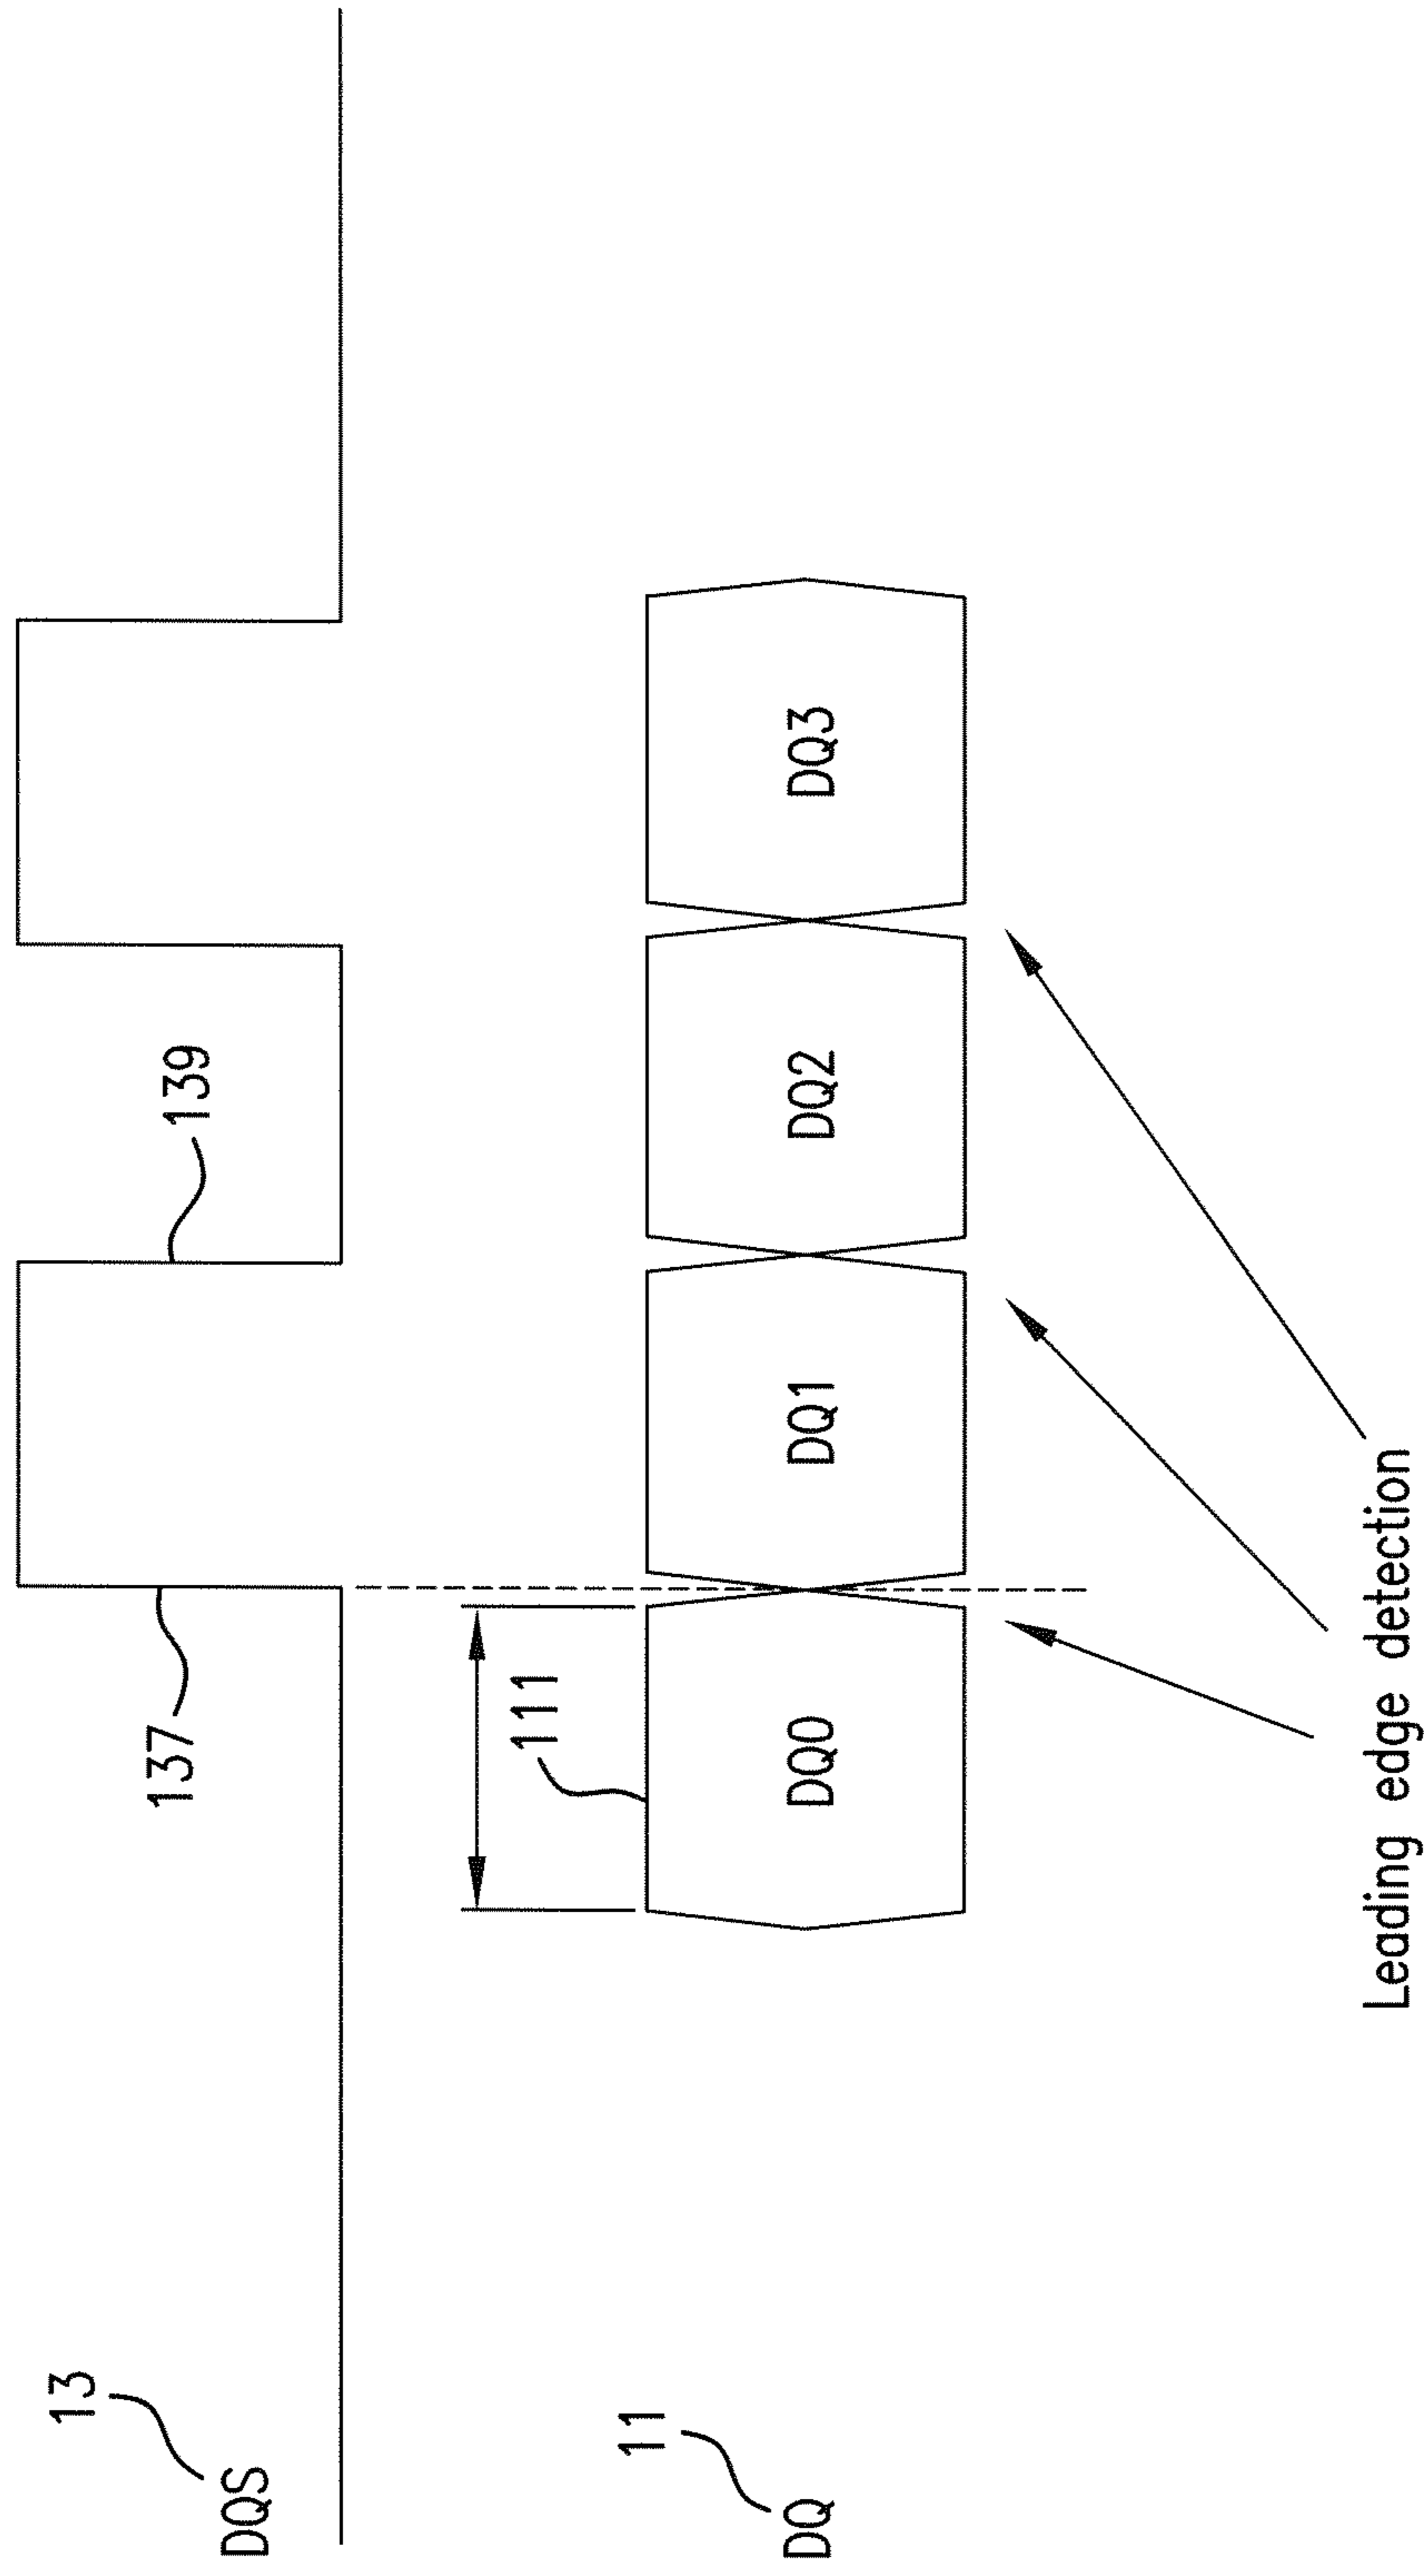 13
DQS
137
139
11
DQ
111
DQ0
DQ1
DQ2
DQ3
Leading edge detection